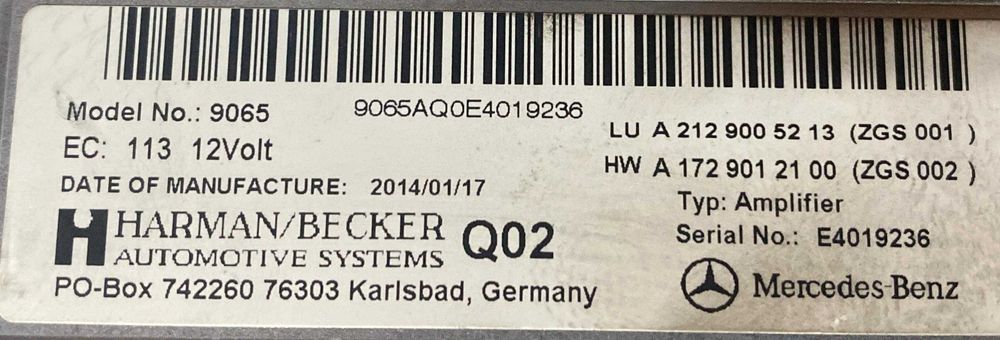 Model No.: 9065
9065AQ0E4019236
EC: 113 12Volt
LU A 212 900 52 13 (ZGS 001 )
HW A 172 901 21 00 (ZGS 002 )
DATE OF MANUFACTURE: 2014/01/17
Typ: Amplifier
HARMAN/BECKER
AUTOMOTIVE SYSTEMS
Q02
Serial No.: E4019236
PO-Box 742260 76303 Karlsbad, Germany
Mercedes-Benz